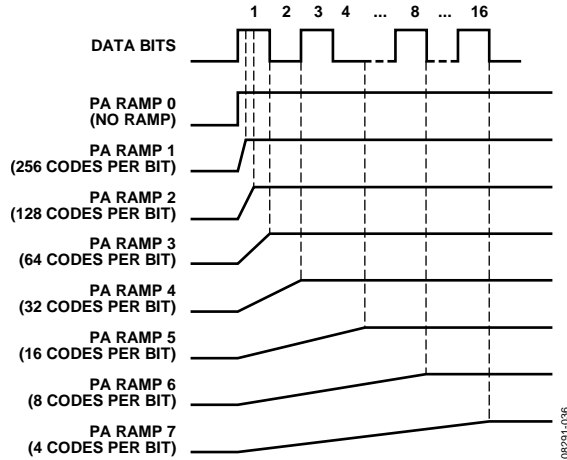 1 2 3 4 ... 8 ... 16
DATA BITS
PA RAMP 0
(NO RAMP)
PA RAMP 1
(256 CODES PER BIT)
PA RAMP 2
(128 CODES PER BIT)
PA RAMP 3
(64 CODES PER BIT)
PA RAMP 4
(32 CODES PER BIT)
PA RAMP 5
(16 CODES PER BIT)
PA RAMP 6
(8 CODES PER BIT)
PA RAMP 7
(4 CODES PER BIT)
08291-036